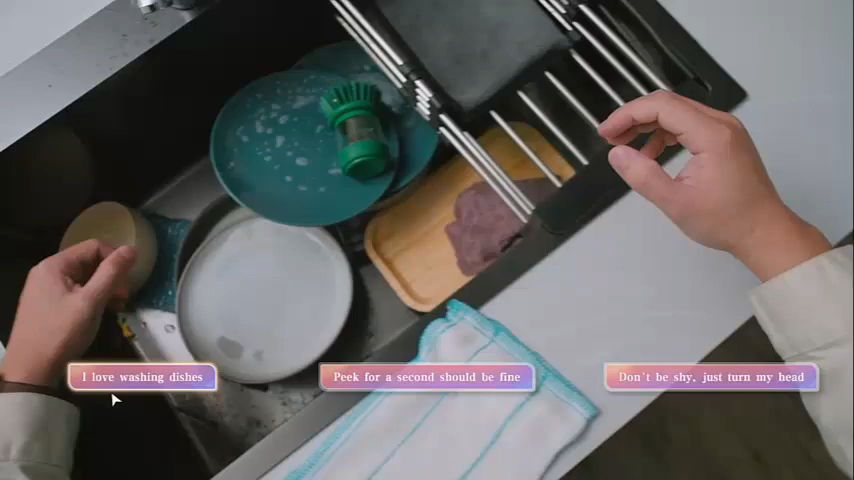 I love washing dishes
Peek for a second should be fine
Don't be shy, just turn my head